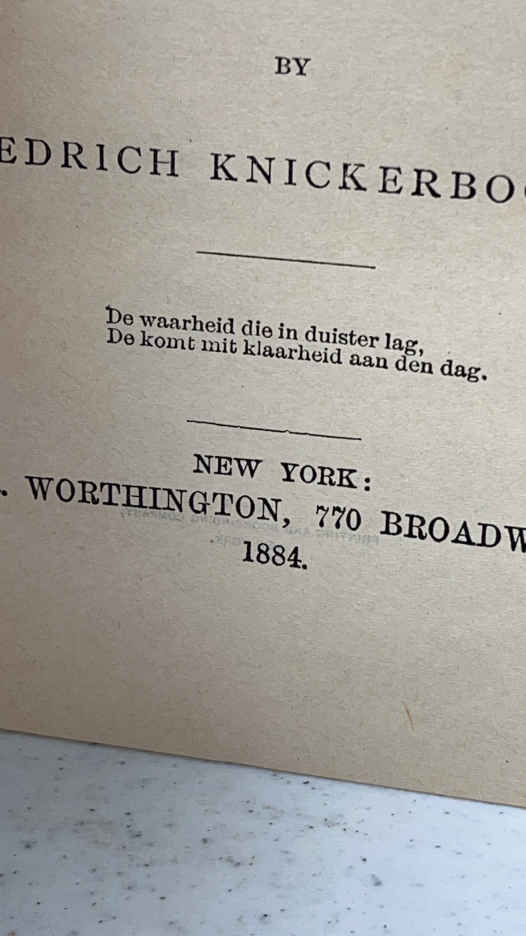 BY
EDRICH KNICKERBO
De waarheid die in duister lag,
De komt mit klaarheid aan den dag.
NEW YORK:
. WORTHINGTON, 770 BROADW
1884.